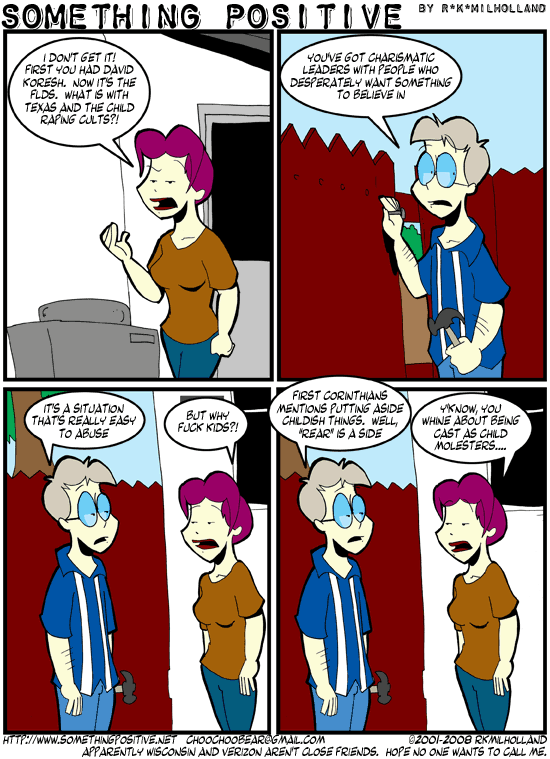 SOMETHING POSITIVE BY R*K*MILHOLLAND
I DON'T GET IT!
FIRST YOU HAD DAVID
KORESH. NOW IT'S THE
FLDS. WHAT IS WITH
TEXAS AND THE CHILD
RAPING CULTS?!
YOU'VE GOT CHARISMATIC
LEADERS WITH PEOPLE WHO
DESPERATELY WANT SOMETHING
TO BELIEVE IN
IT'S A SITUATION
THAT'S REALLY EASY
TO ABUSE
BUT WHY
FUCK KIDS?!
FIRST CORINTHIANS
MENTIONS PUTTING ASIDE
CHILDISH THINGS. WELL,
"REAR" IS A SIDE
Y'KNOW, YOU
WHINE ABOUT BEING
CAST AS CHILD
MOLESTERS....
HTTP://WWW.SOMETHINGPOSITIVE.NET CHOOCHOOBEAR@GMAIL.COM ©2001-2008 RKMILHOLLAND
APPARENTLY WISCONSIN AND VERIZON AREN'T CLOSE FRIENDS. HOPE NO ONE WANTS TO CALL ME.